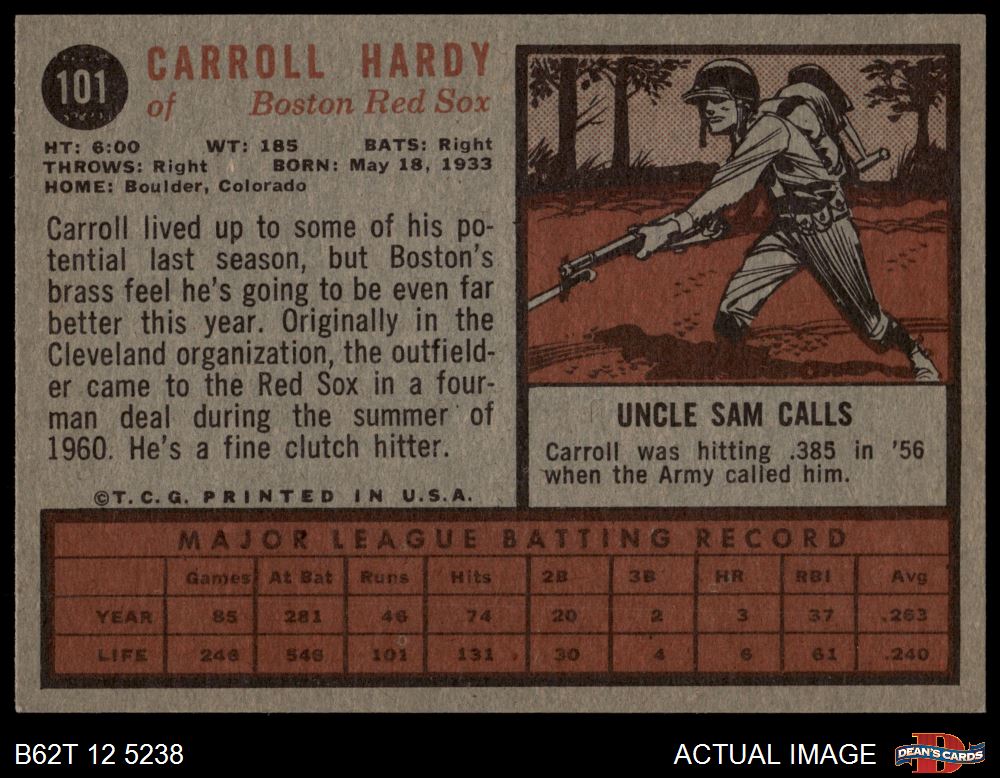 101
CARROLL HARDY
of Boston Red Sox
HT: 6:00 WT: 185 BATS: Right
THROWS: Right BORN: May 18, 1933
HOME: Boulder, Colorado
Carroll lived up to some of his po-
tential last season, but Boston's
brass feel he's going to be even far
better this year. Originally in the
Cleveland organization, the outfield-
er came to the Red Sox in a four-
man deal during the summer of
1960. He's a fine clutch hitter.
©T.C.G. PRINTED IN U.S.A.
UNCLE SAM CALLS
Carroll was hitting .385 in '56
when the Army called him.
MAJOR LEAGUE BATTING RECORD
Games At Bat Runs Hits 2B 3B HR RBI Avg
YEAR 85 281 46 74 20 2 3 37 .263
LIFE 246 546 101 131 30 4 6 61 .240
B62T 12 5238
ACTUAL IMAGE
DEAN'S CARDS